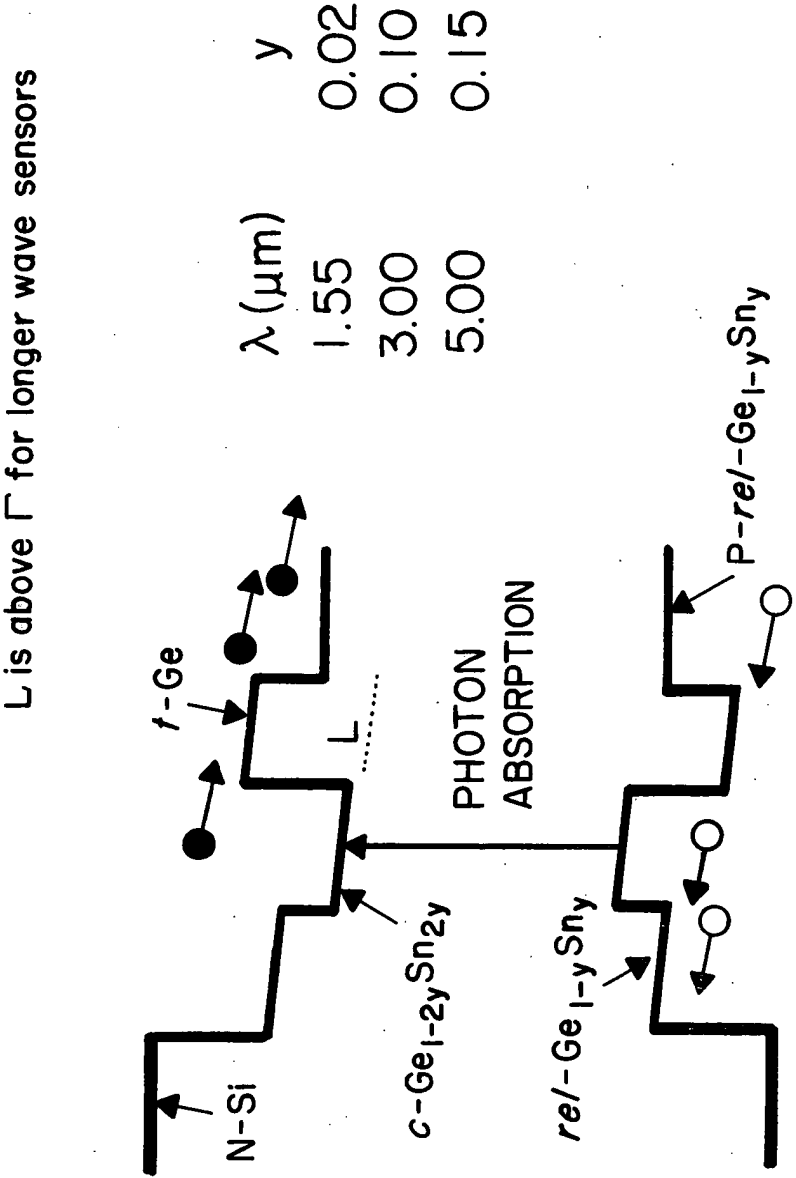 L is above Γ for longer wave sensors
λ (μm) y
1.55 0.02
3.00 0.10
5.00 0.15
t-Ge
L
PHOTON
ABSORPTION
N-Si
c-Ge1-2ySn2y
rel-Ge1-ySny
P-rel-Ge1-ySny